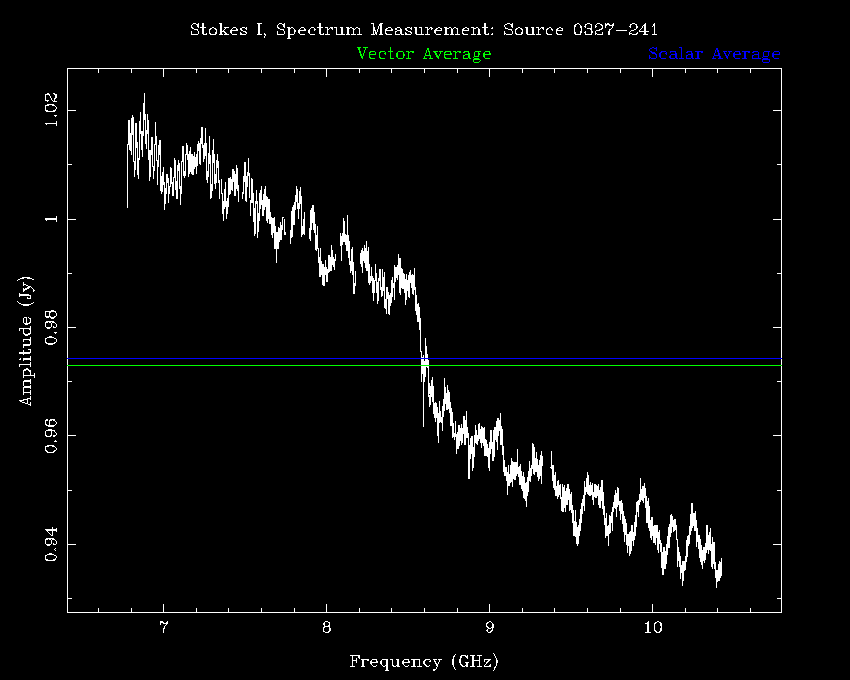 Stokes I, Spectrum Measurement: Source 0327-241
Vector Average Scalar Average
1.02
1
0.98
0.96
0.94
Amplitude (Jy)
7 8 9 10
Frequency (GHz)